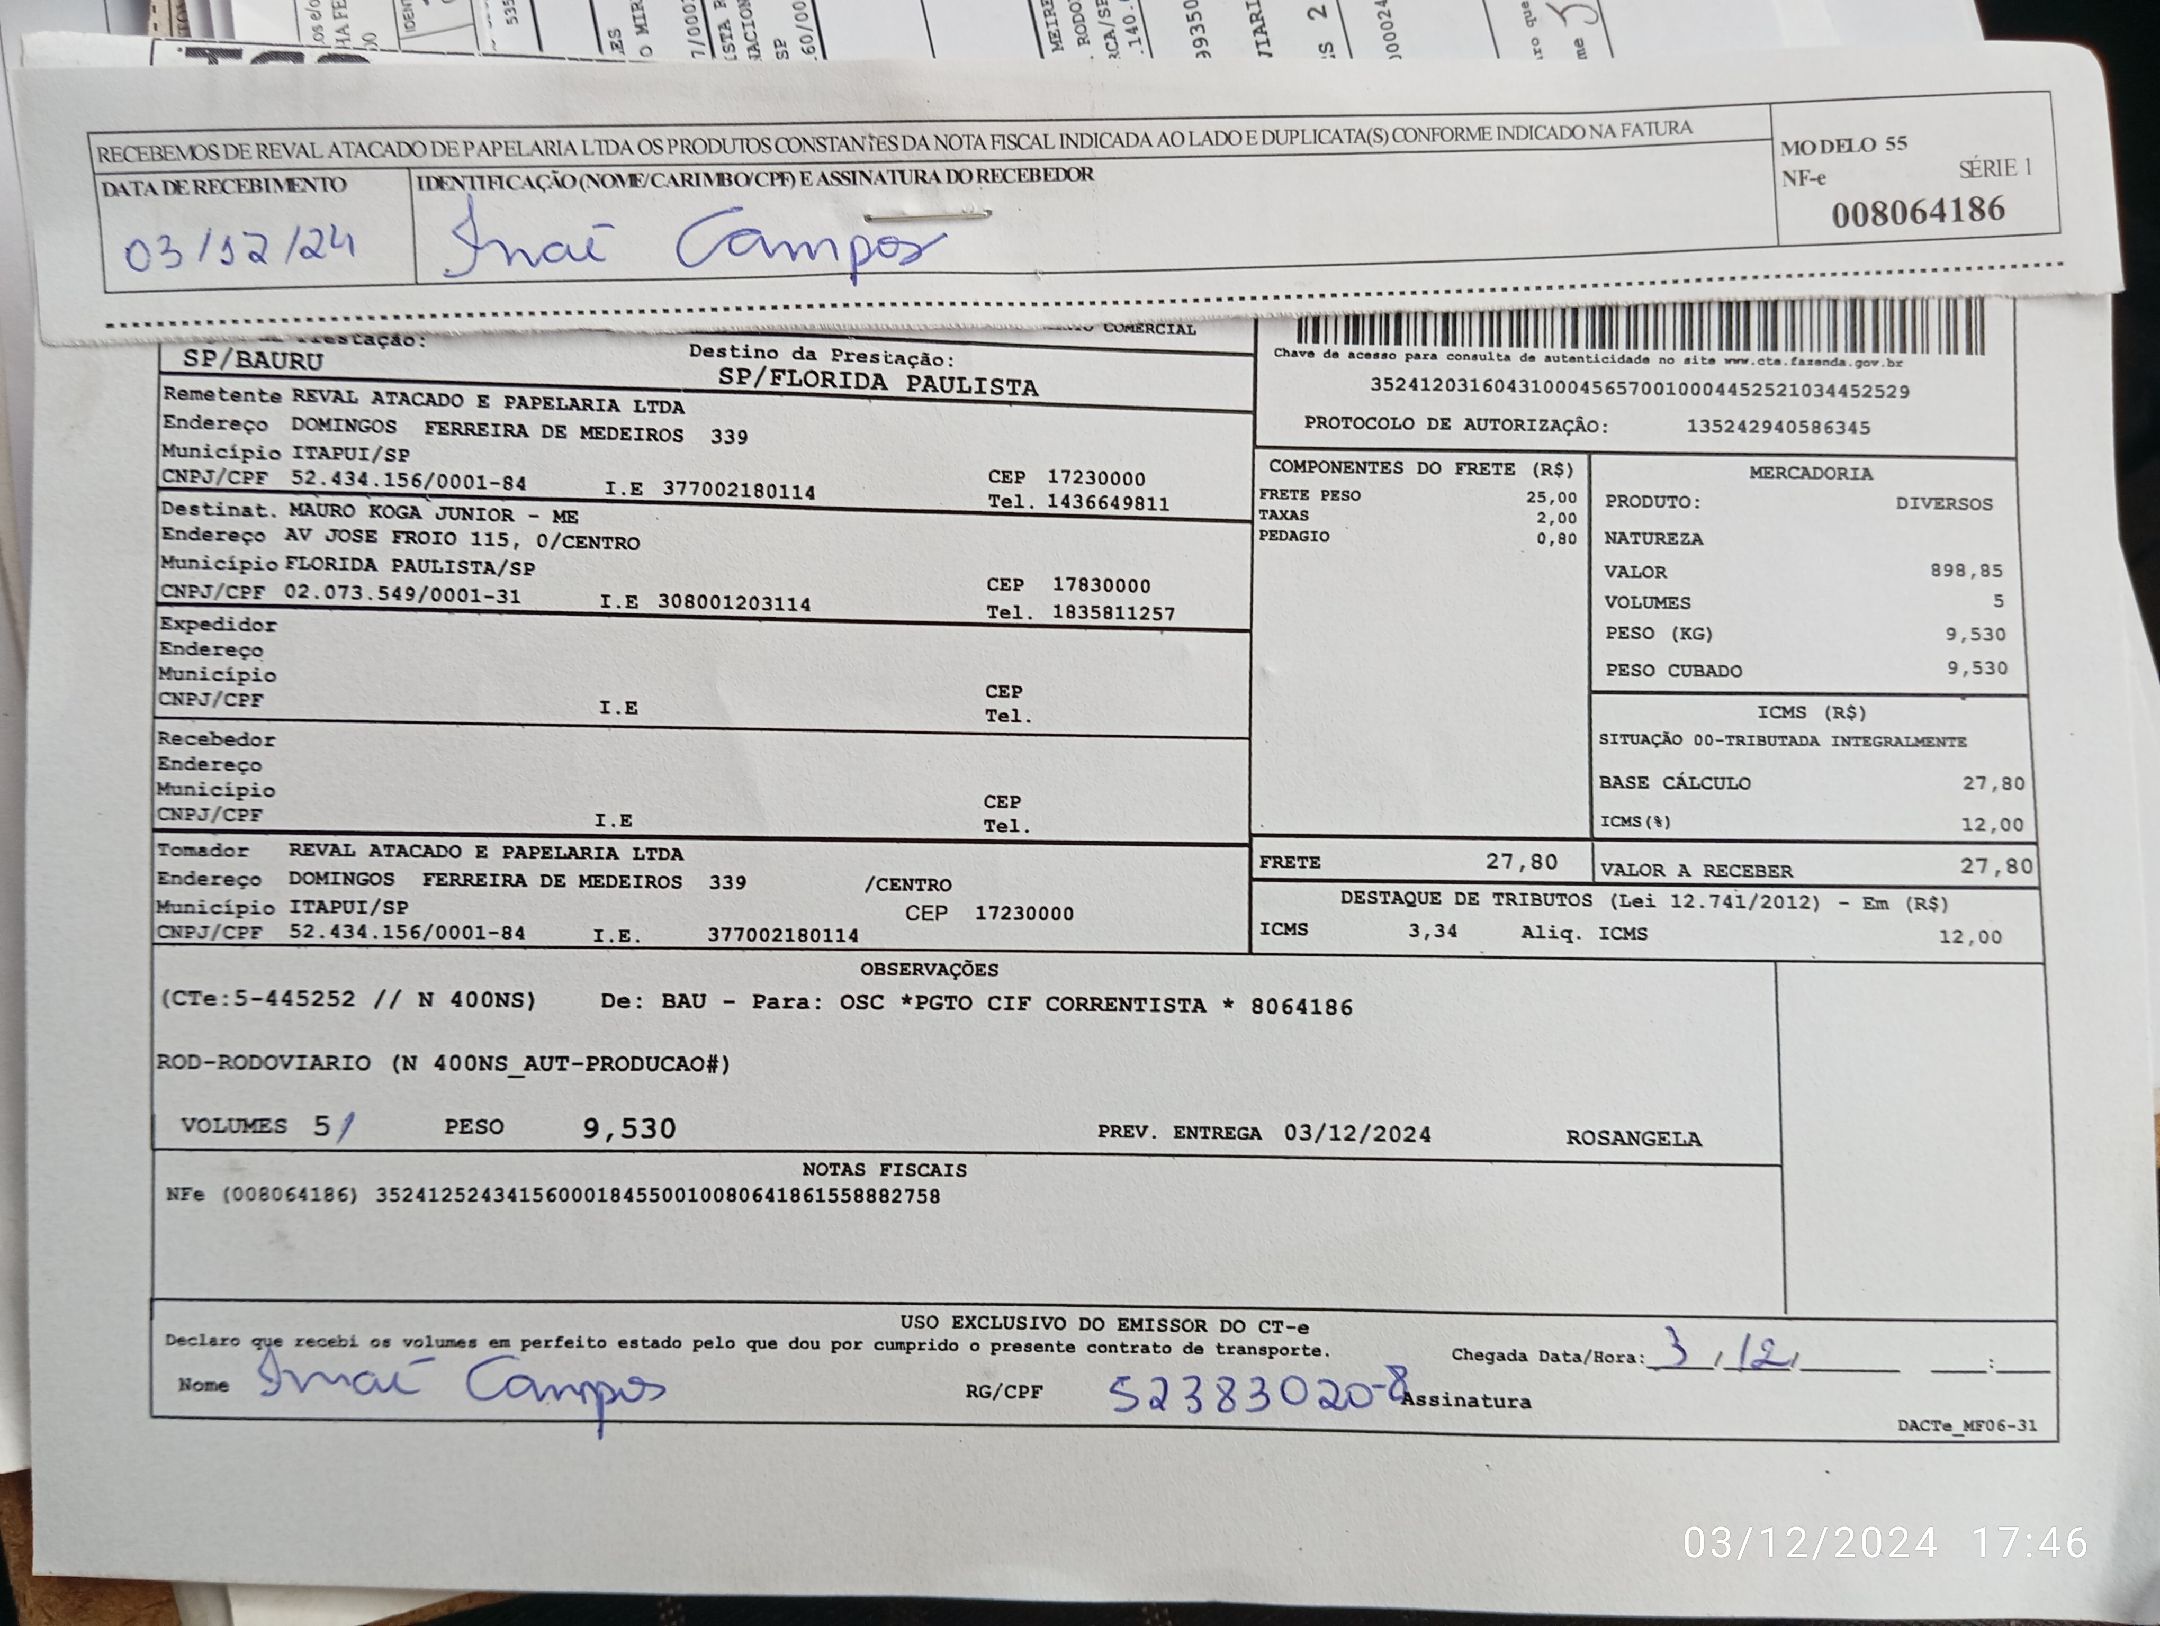 RECEBEMOS DE REVAL ATACADO DE PAPELARIA LTDA OS PRODUTOS CONSTANTES DA NOTA FISCAL INDICADA AO LADO E DUPLICATA(S) CONFORME INDICADO NA FATURA
MODELO 55
NF-e SÉRIE 1
008064186
DATA DE RECEBIMENTO IDENTIFICAÇÃO (NOME/CARIMBO/CPF) E ASSINATURA DO RECEBEDOR
03/12/24 Campos
COMERCIAL
SP/BAURU
Destino da Prestação:
SP/FLORIDA PAULISTA
Chave de acesso para consulta de autenticidade no site www.cte.fazenda.gov.br
35241203160431000456570010004452521034452529
PROTOCOLO DE AUTORIZAÇÂO: 135242940586345
Remetente REVAL ATACADO E PAPELARIA LTDA
Endereço DOMINGOS FERREIRA DE MEDEIROS 339
Município ITAPUI/SP
CEP 17230000
CNPJ/CPF 52.434.156/0001-84 I.E 377002180114
Tel. 1436649811
Destinat. MAURO KOGA JUNIOR - ME
Endereço AV JOSE FROIO 115, 0/CENTRO
Município FLORIDA PAULISTA/SP
CEP 17830000
CNPJ/CPF 02.073.549/0001-31 I.E 308001203114
Tel. 1835811257
Expedidor
Endereço
Município
CEP
CNPJ/CPF I.E
Tel.
Recebedor
Endereço
Município
CEP
CNPJ/CPF I.E
Tel.
Tomador REVAL ATACADO E PAPELARIA LTDA
Endereço DOMINGOS FERREIRA DE MEDEIROS 339 /CENTRO
Município ITAPUI/SP CEP 17230000
CNPJ/CPF 52.434.156/0001-84 I.E. 377002180114
COMPONENTES DO FRETE (R$)
FRETE PESO 25,00
TAXAS 2,00
PEDAGIO 0,80
MERCADORIA
PRODUTO: DIVERSOS
NATUREZA
VALOR 898,85
VOLUMES 5
PESO (KG) 9,530
PESO CUBADO 9,530
ICMS (R$)
SITUAÇÃO 00-TRIBUTADA INTEGRALMENTE
BASE CÁLCULO 27,80
ICMS(%) 12,00
FRETE 27,80
VALOR A RECEBER 27,80
DESTAQUE DE TRIBUTOS (Lei 12.741/2012) - Em (R$)
ICMS 3,34 Aliq. ICMS 12,00
OBSERVAÇÕES
(CTe:5-445252 // N 400NS) De: BAU - Para: OSC *PGTO CIF CORRENTISTA * 8064186
ROD-RODOVIARIO (N 400NS_AUT-PRODUCAO#)
VOLUMES 5/ PESO 9,530 PREV. ENTREGA 03/12/2024 ROSANGELA
NOTAS FISCAIS
NFe (008064186) 35241252434156000184550010080641861558882758
USO EXCLUSIVO DO EMISSOR DO CT-e
Declaro que recebi os volumes em perfeito estado pelo que dou por cumprido o presente contrato de transporte.
Chegada Data/Hora: 3 / 12 / :
Nome Campos RG/CPF 52383020-8 Assinatura
DACTe_MF06-31
03/12/2024 17:46